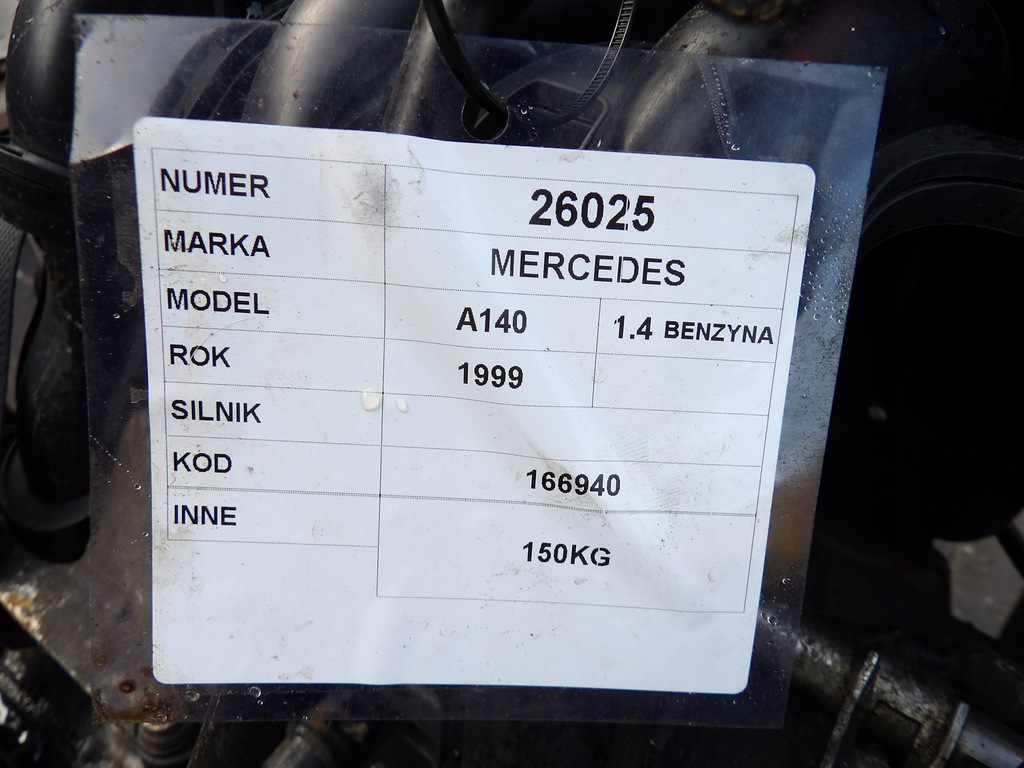 NUMER 26025
MARKA MERCEDES
MODEL A140 1.4 BENZYNA
ROK 1999
SILNIK
KOD 166940
INNE 150KG